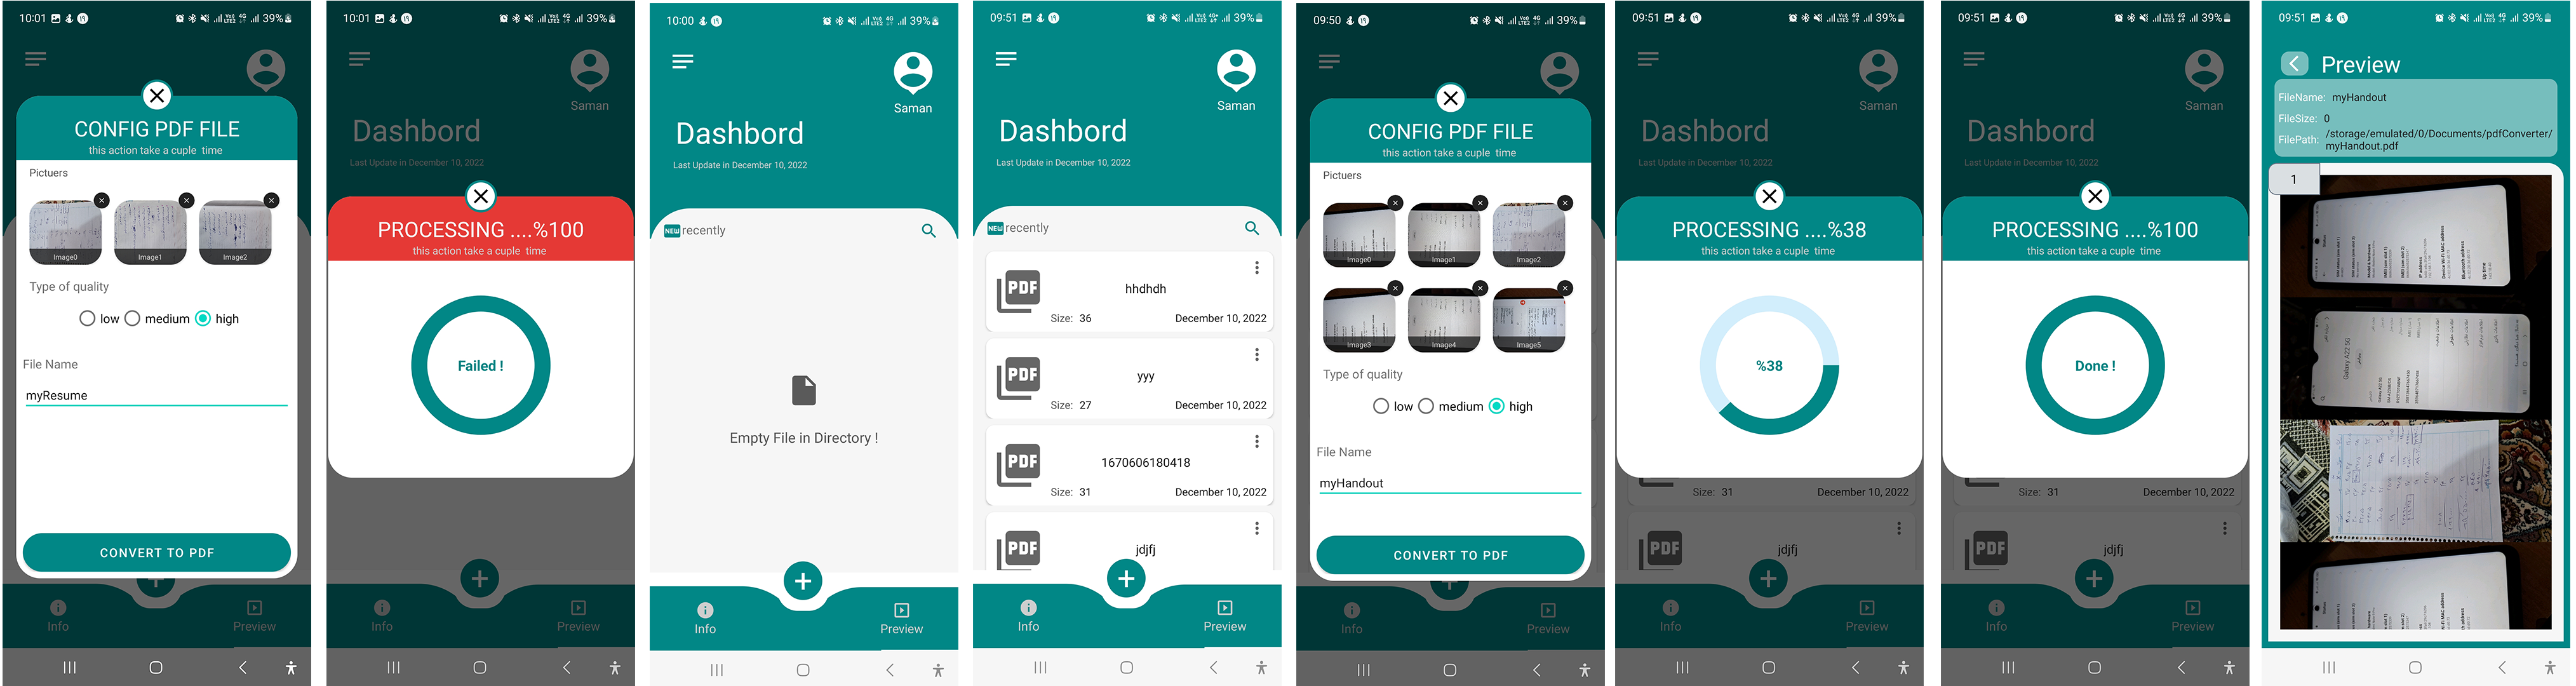 10:01
39%
CONFIG PDF FILE
this action take a cuple time
Pictuers
Image0
Image1
Image2
Type of quality
low
medium
high
File Name
myResume
CONVERT TO PDF
Info
Preview
10:01
39%
Saman
Dashbord
Last Update in December 10, 2022
PROCESSING ....%100
this action take a cuple time
Failed !
Info
Preview
10:00
39%
Saman
Dashbord
Last Update in December 10, 2022
NEW recently
Empty File in Directory !
Info
Preview
09:51
39%
Saman
Dashbord
Last Update in December 10, 2022
NEW recently
PDF
hhdhdh
Size: 36
December 10, 2022
PDF
yyy
Size: 27
December 10, 2022
PDF
1670606180418
Size: 31
December 10, 2022
PDF
jdjfj
Info
Preview
09:50
39%
CONFIG PDF FILE
this action take a cuple time
Pictuers
Image0
Image1
Image2
Image3
Image4
Image5
Type of quality
low
medium
high
File Name
myHandout
CONVERT TO PDF
Info
Preview
09:51
39%
Saman
Dashbord
Last Update in December 10, 2022
PROCESSING ....%38
this action take a cuple time
%38
Size: 31
December 10, 2022
PDF
jdjfj
Info
Preview
09:51
39%
Saman
Dashbord
Last Update in December 10, 2022
PROCESSING ....%100
this action take a cuple time
Done !
Size: 31
December 10, 2022
PDF
jdjfj
Info
Preview
09:51
39%
Preview
FileName: myHandout
FileSize: 0
FilePath: /storage/emulated/0/Documents/pdfConverter/
myHandout.pdf
1
Galaxy A22 5G